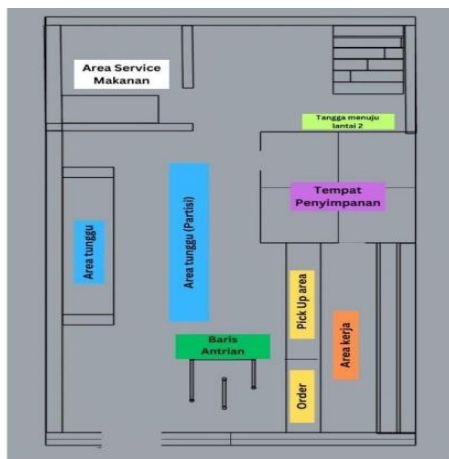 Area Service
Makanan
Tangga menuju
lantai 2
Tempat
Penyimpanan
Area tunggu
Area tunggu (Partisi)
Pick Up area
Area kerja
Baris
Antrian
Order